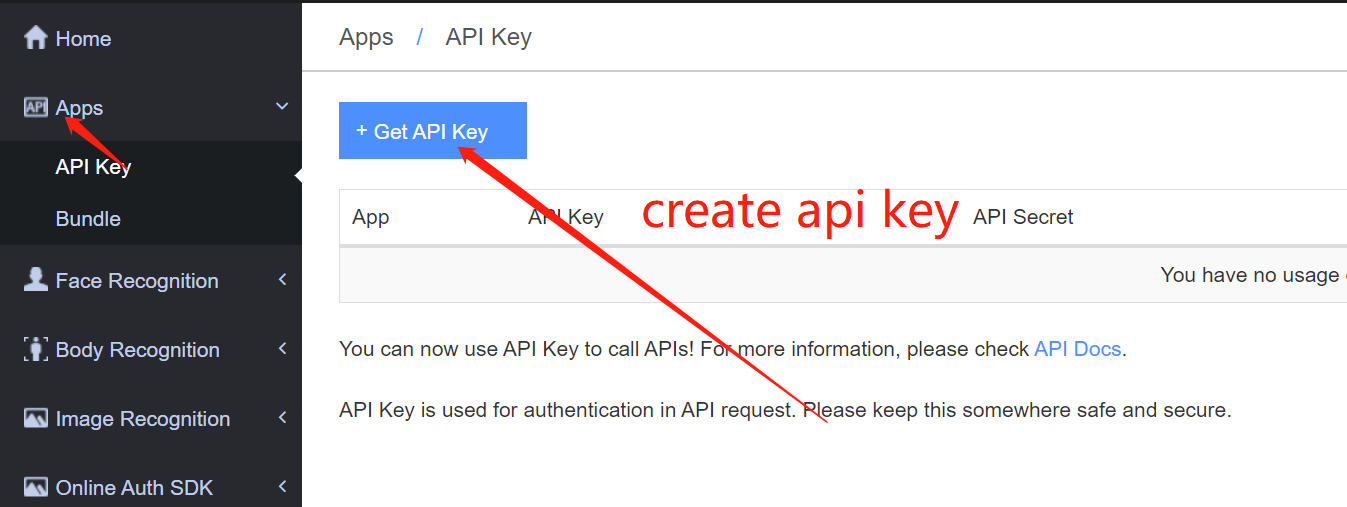 Home
Apps / API Key
API Apps
+ Get API Key
API Key
create api key
App API Key API Secret
Bundle
You have no usage
Face Recognition
You can now use API Key to call APIs! For more information, please check API Docs.
Body Recognition
API Key is used for authentication in API request. Please keep this somewhere safe and secure.
Image Recognition
Online Auth SDK